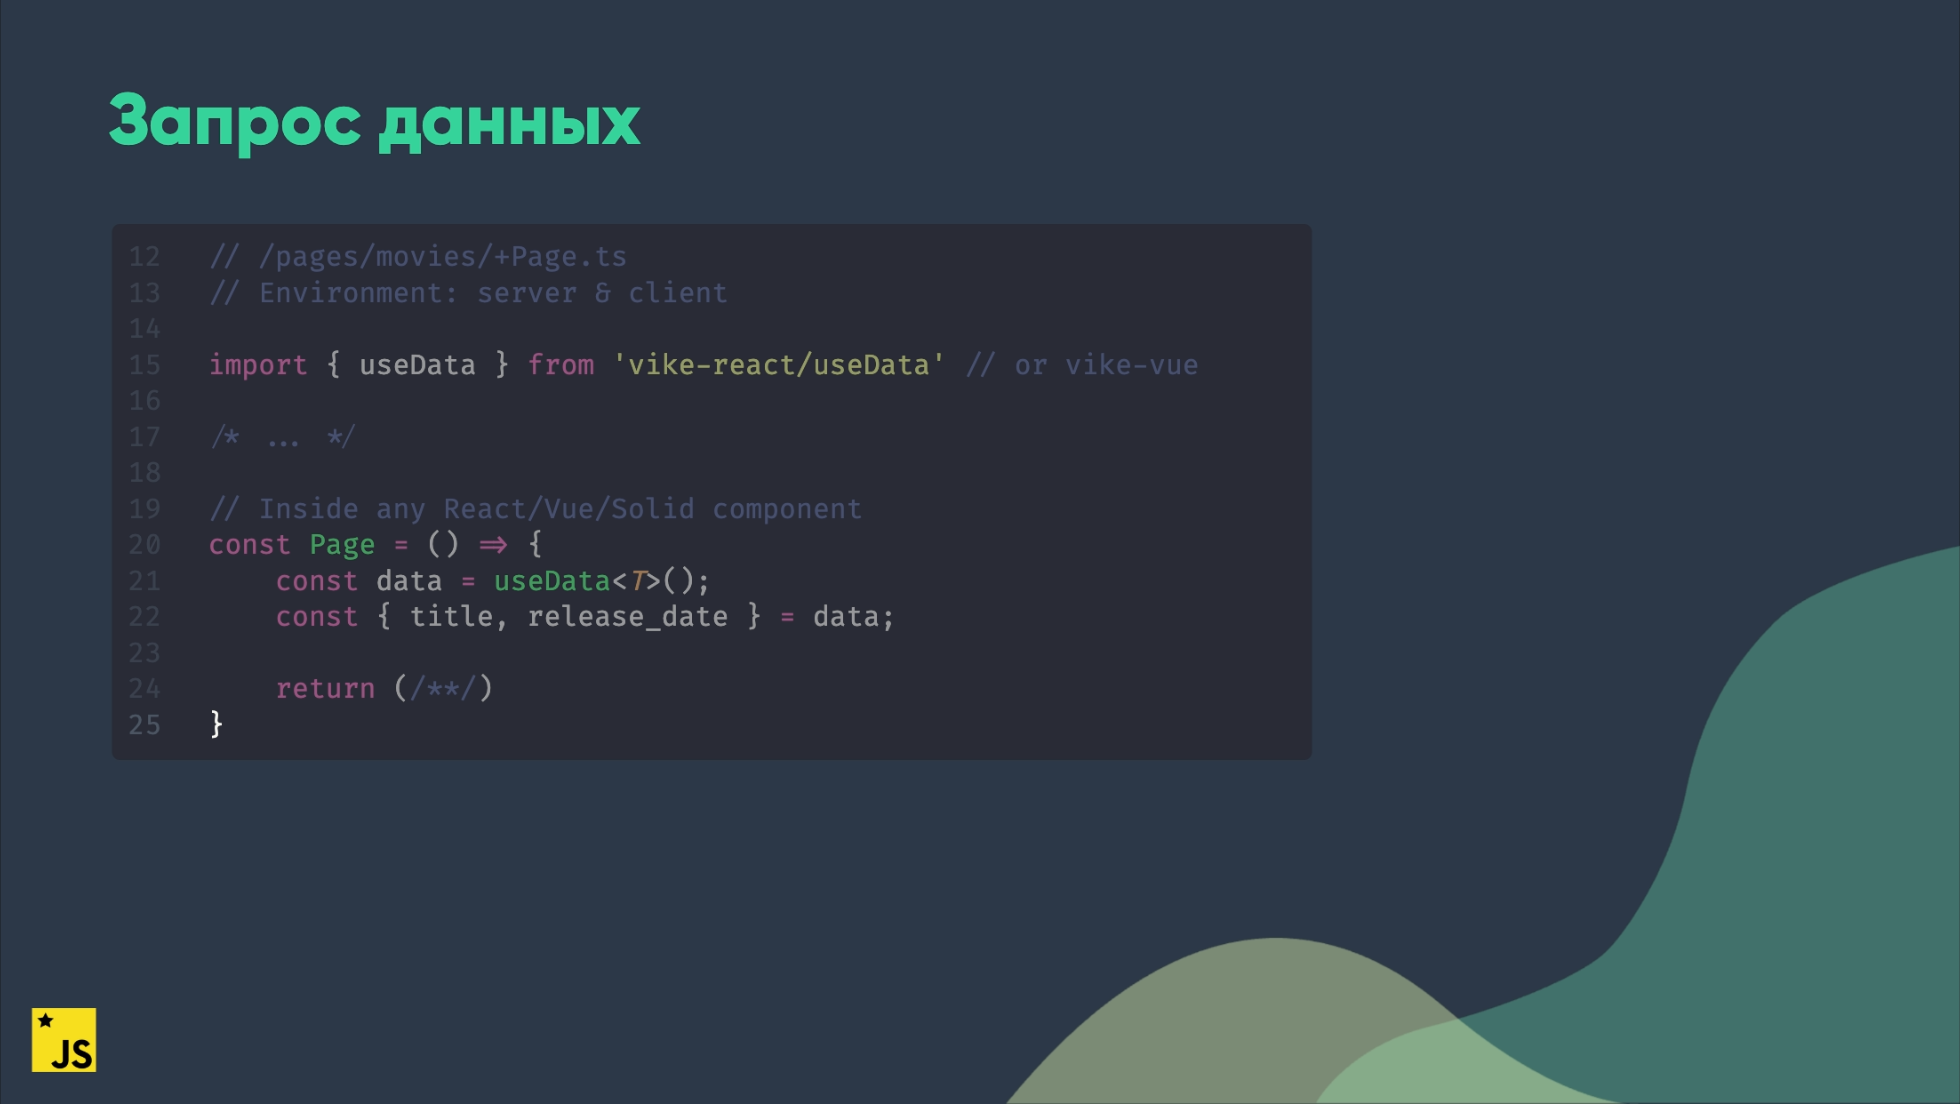 Запрос данных
12 // /pages/movies/+Page.ts
13 // Environment: server & client
14
15 import { useData } from 'vike-react/useData' // or vike-vue
16
17 /* ... */
18
19 // Inside any React/Vue/Solid component
20 const Page = () => {
21     const data = useData<T>();
22     const { title, release_date } = data;
23
24     return (/**/)
25 }
JS